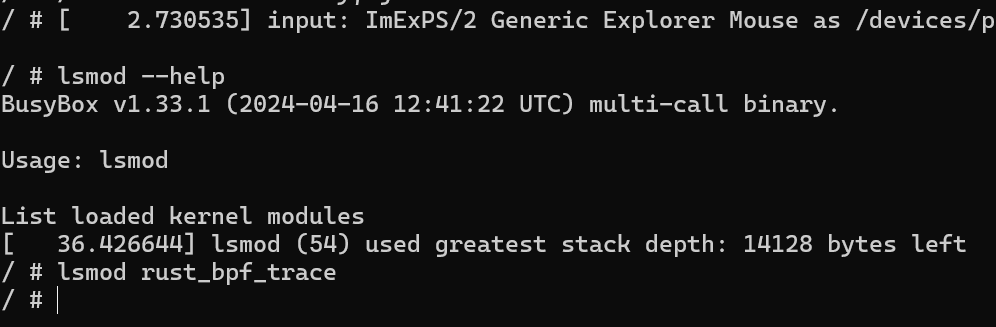 / # [    2.730535] input: ImExPS/2 Generic Explorer Mouse as /devices/p
/ # lsmod --help
BusyBox v1.33.1 (2024-04-16 12:41:22 UTC) multi-call binary.
Usage: lsmod
List loaded kernel modules
[   36.426644] lsmod (54) used greatest stack depth: 14128 bytes left
/ # lsmod rust_bpf_trace
/ #